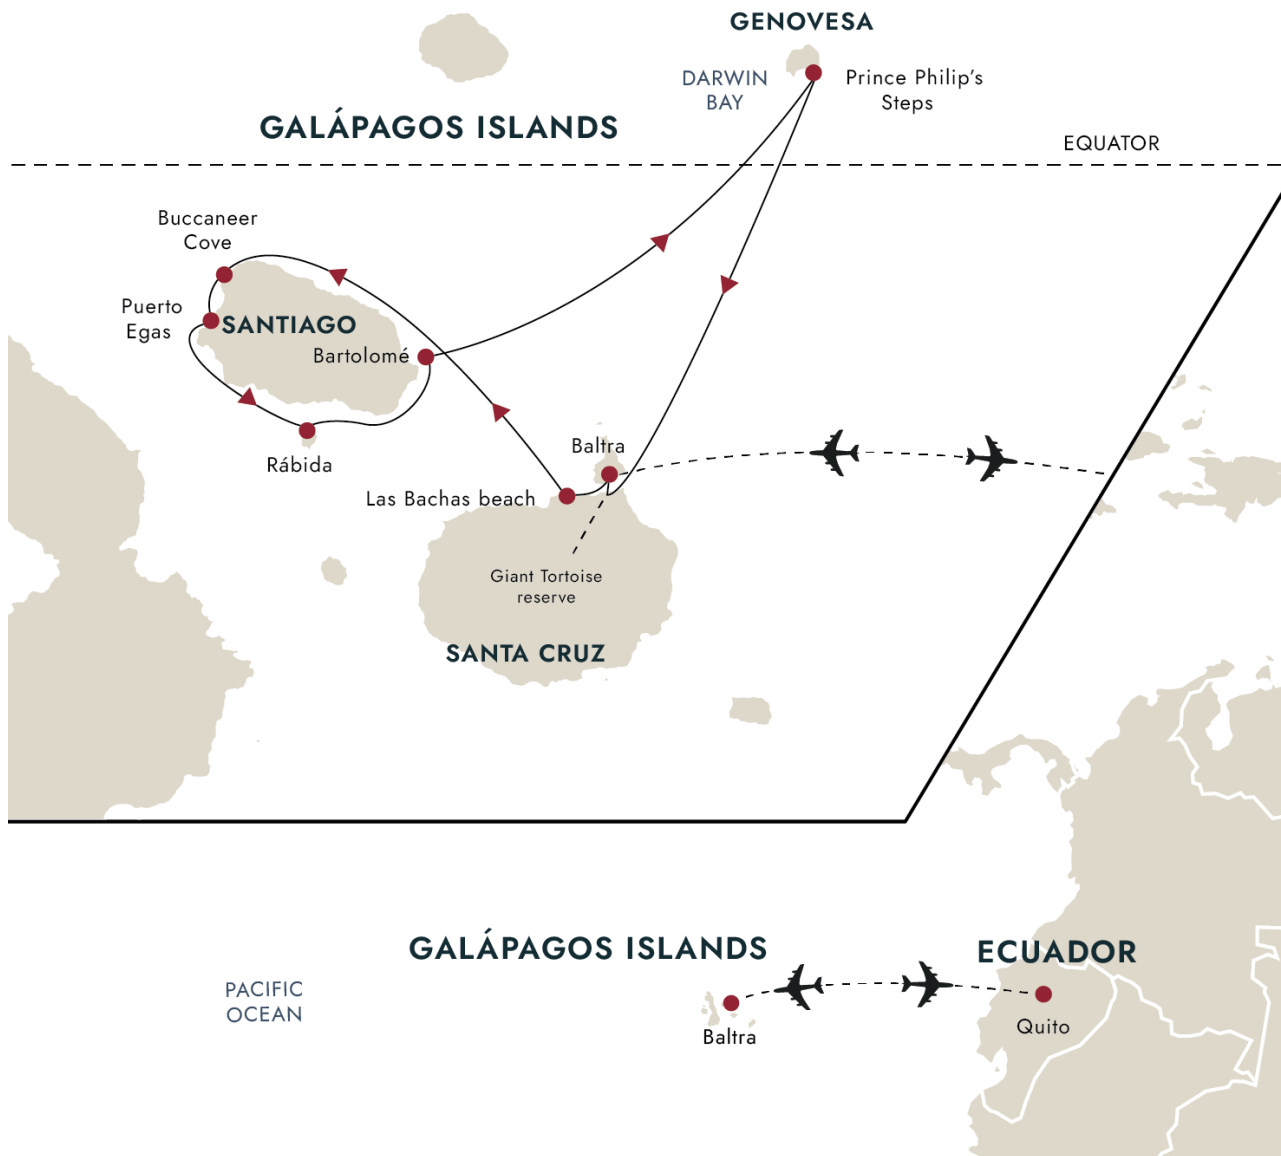 GENOVESA
DARWIN
BAY
Prince Philip's
Steps
GALÁPAGOS ISLANDS
EQUATOR
Buccaneer
Cove
Puerto
Egas
SANTIAGO
Bartolomé
Rábida
Baltra
Las Bachas beach
Giant Tortoise
reserve
SANTA CRUZ
GALÁPAGOS ISLANDS
ECUADOR
PACIFIC
OCEAN
Baltra
Quito